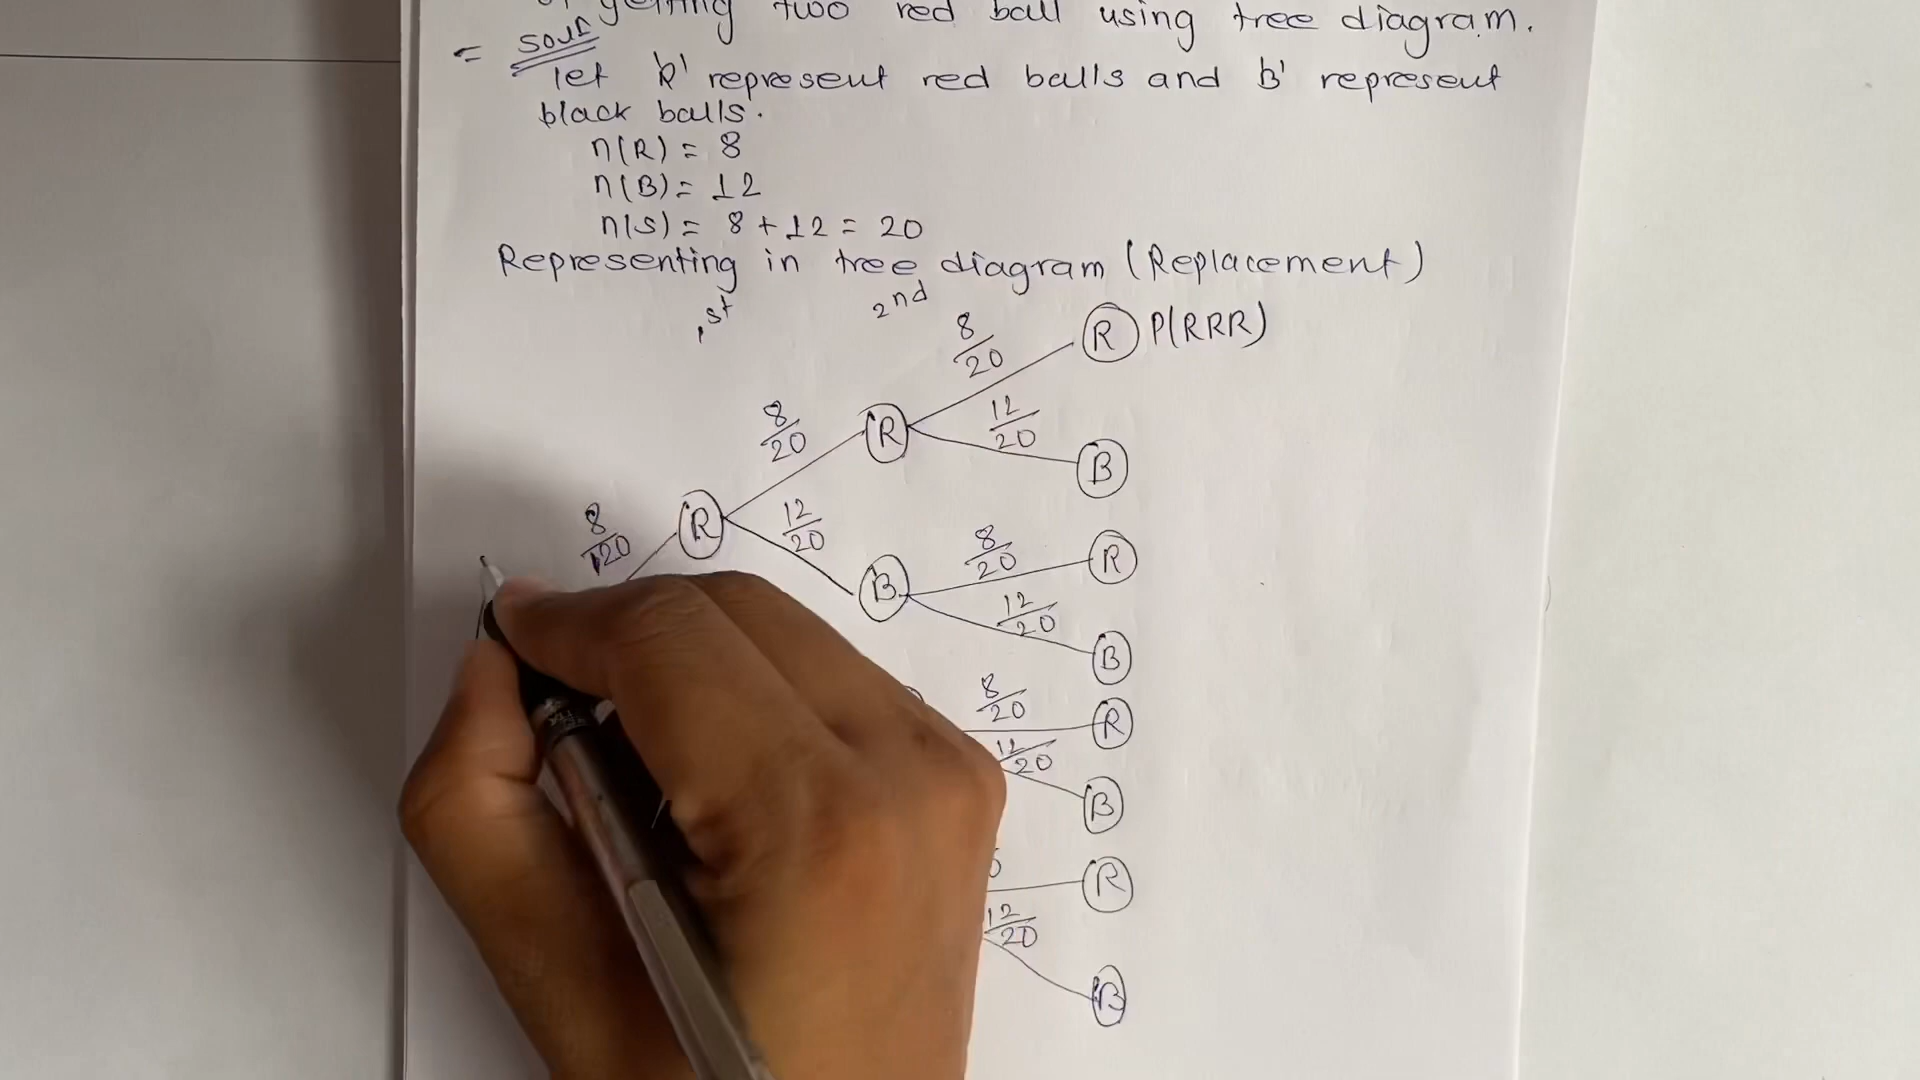 of getting two red ball using tree diagram.
= soln
let R' represent red balls and B' represent
black balls.
n(R) = 8
n(B) = 12
n(S) = 8 + 12 = 20
Representing in tree diagram (Replacement)
1st 2nd
8/20 R P(RRR)
8/20 R 12/20 B
8/20 R 12/20 B 8/20 R
12/20 B
8/20 R
12/20 B
R
12/20 B